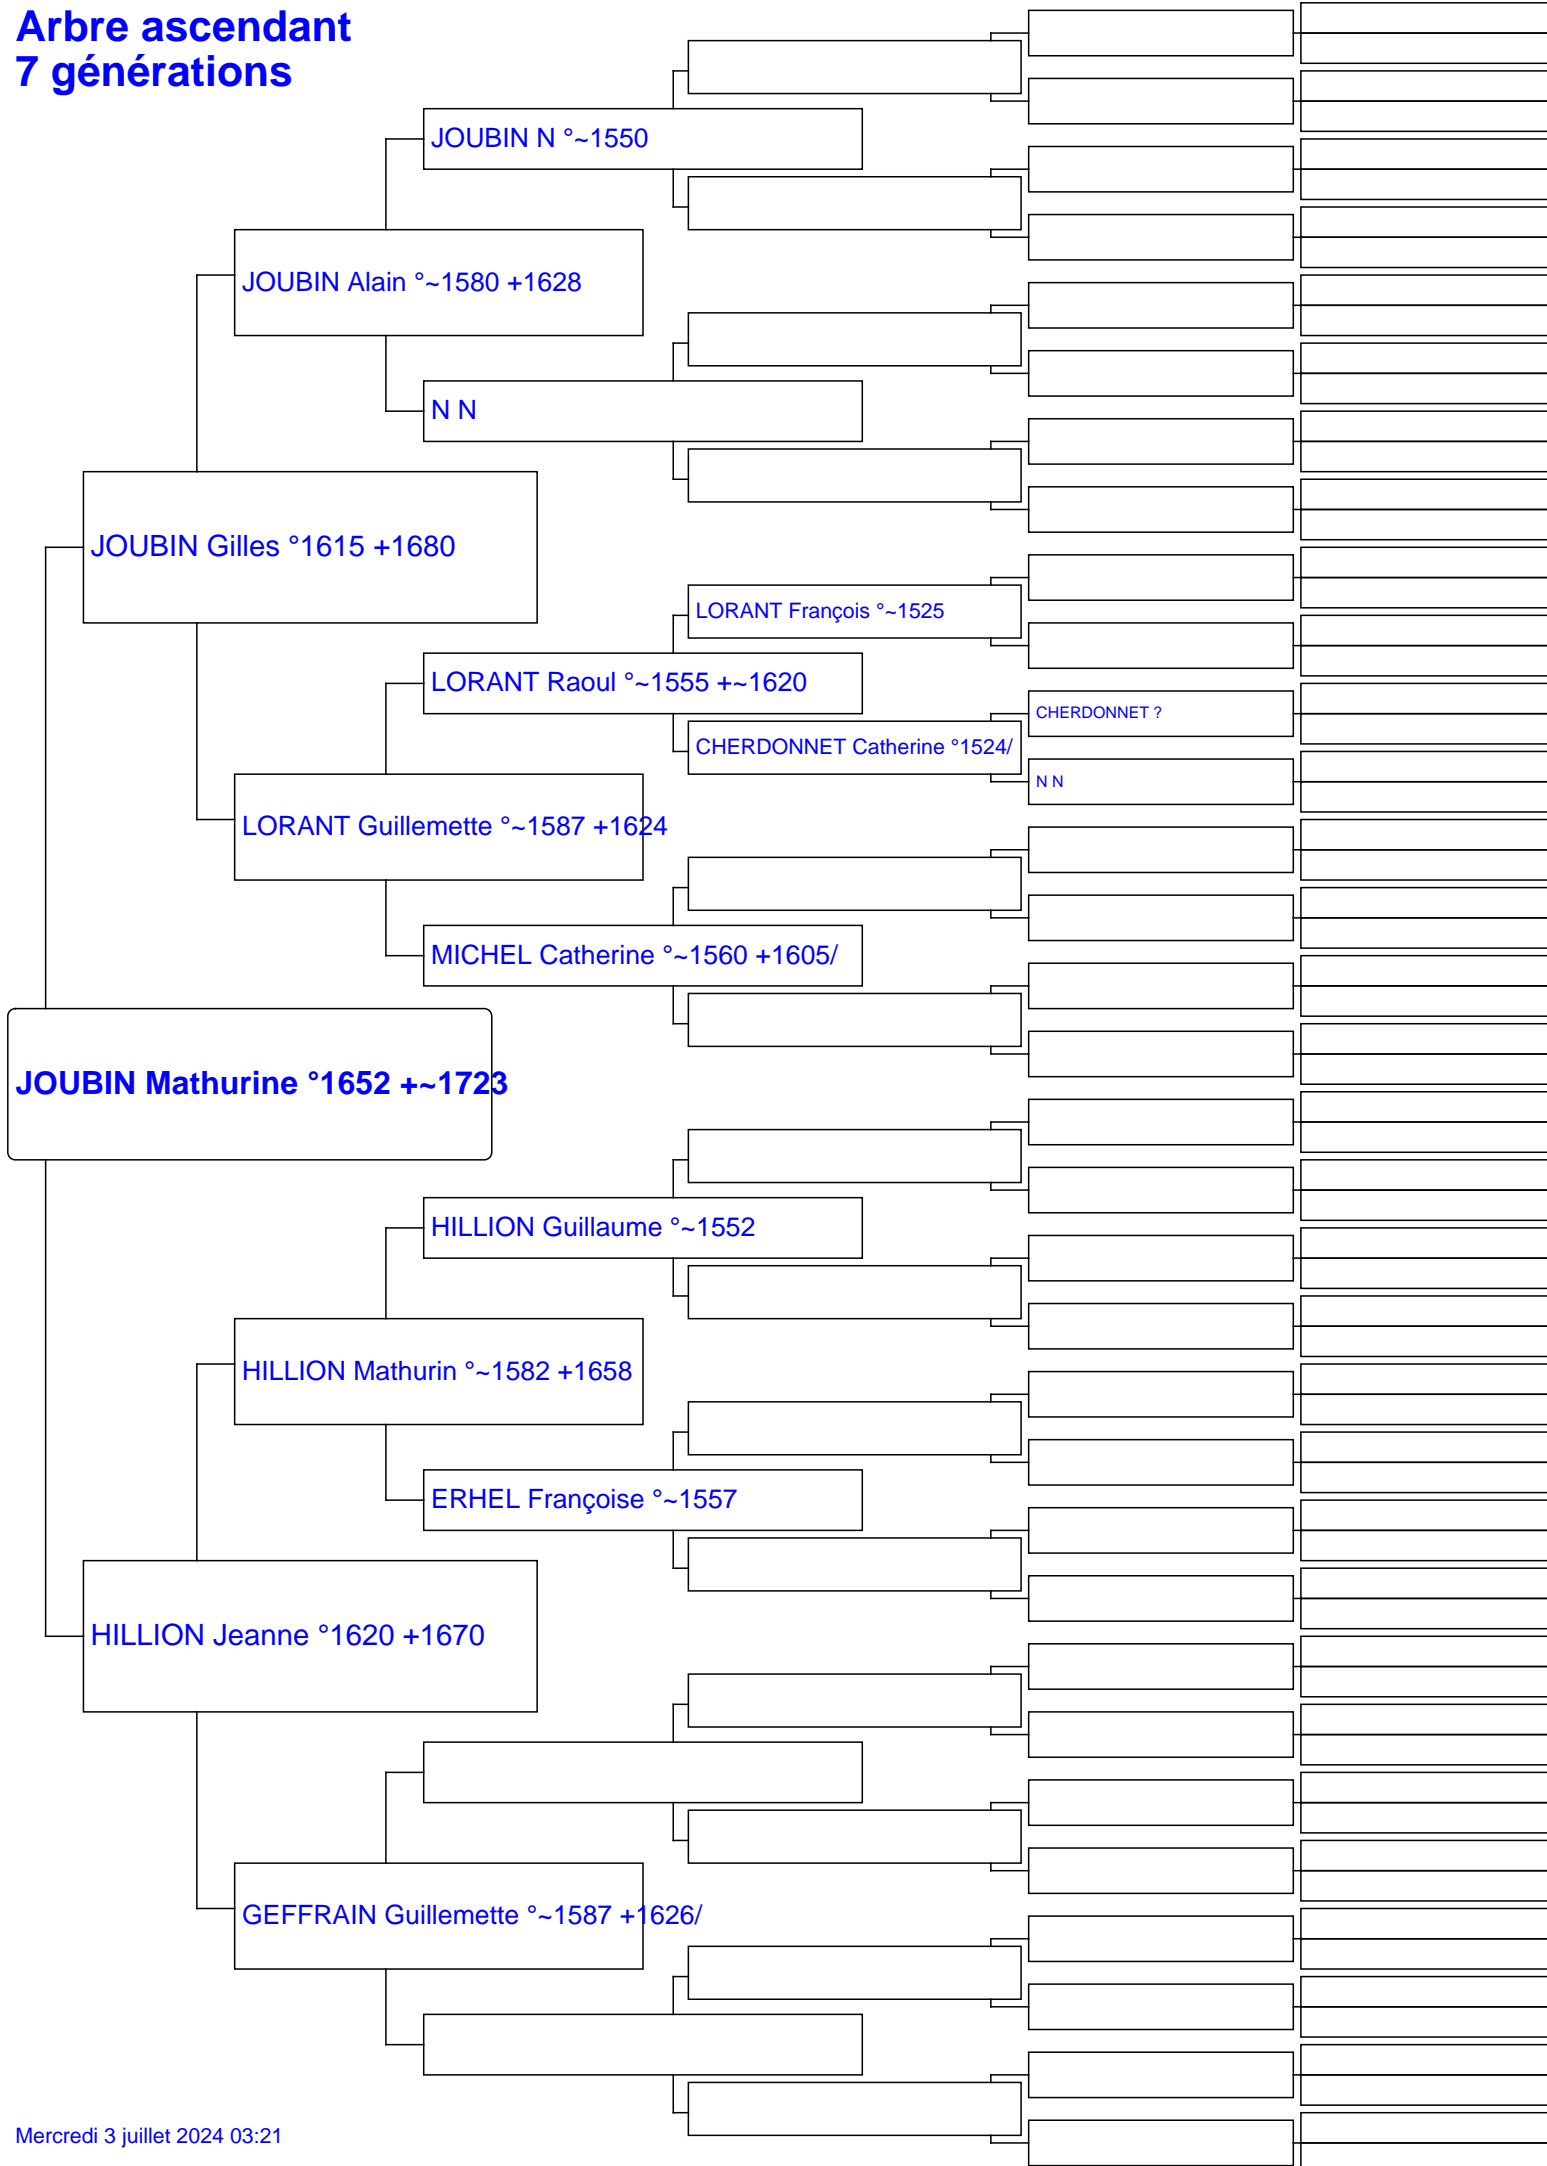 Arbre ascendant
7 générations
JOUBIN N °~1550
JOUBIN Alain °~1580 +1628
N N
JOUBIN Gilles °1615 +1680
LORANT François °~1525
LORANT Raoul °~1555 +~1620
CHERDONNET ?
CHERDONNET Catherine °1524/
N N
LORANT Guillemette °~1587 +1624
MICHEL Catherine °~1560 +1605/
JOUBIN Mathurine °1652 +~1723
HILLION Guillaume °~1552
HILLION Mathurin °~1582 +1658
ERHEL Françoise °~1557
HILLION Jeanne °1620 +1670
GEFFRAIN Guillemette °~1587 +1626/
Mercredi 3 juillet 2024 03:21